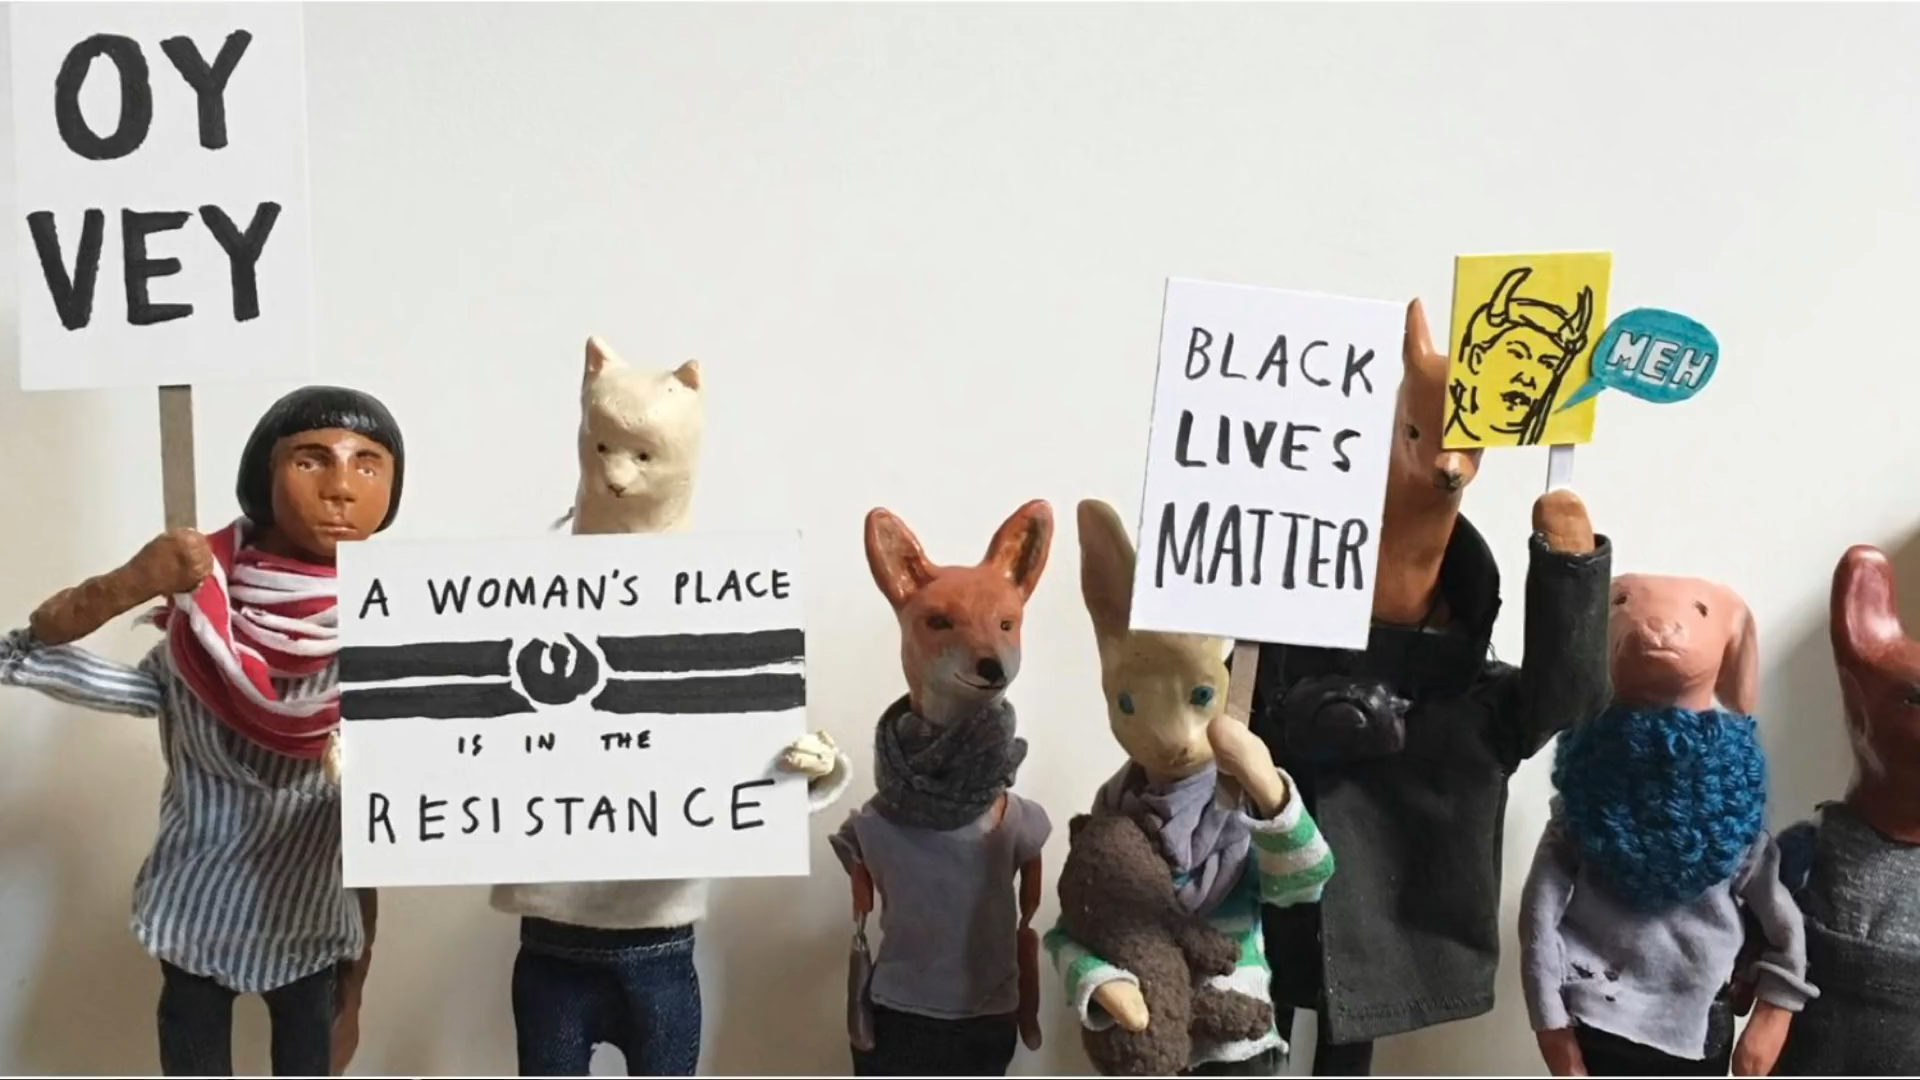 OY
VEY
A WOMAN'S PLACE
IS IN THE
RESISTANCE
BLACK
LIVES
MATTER
MEH